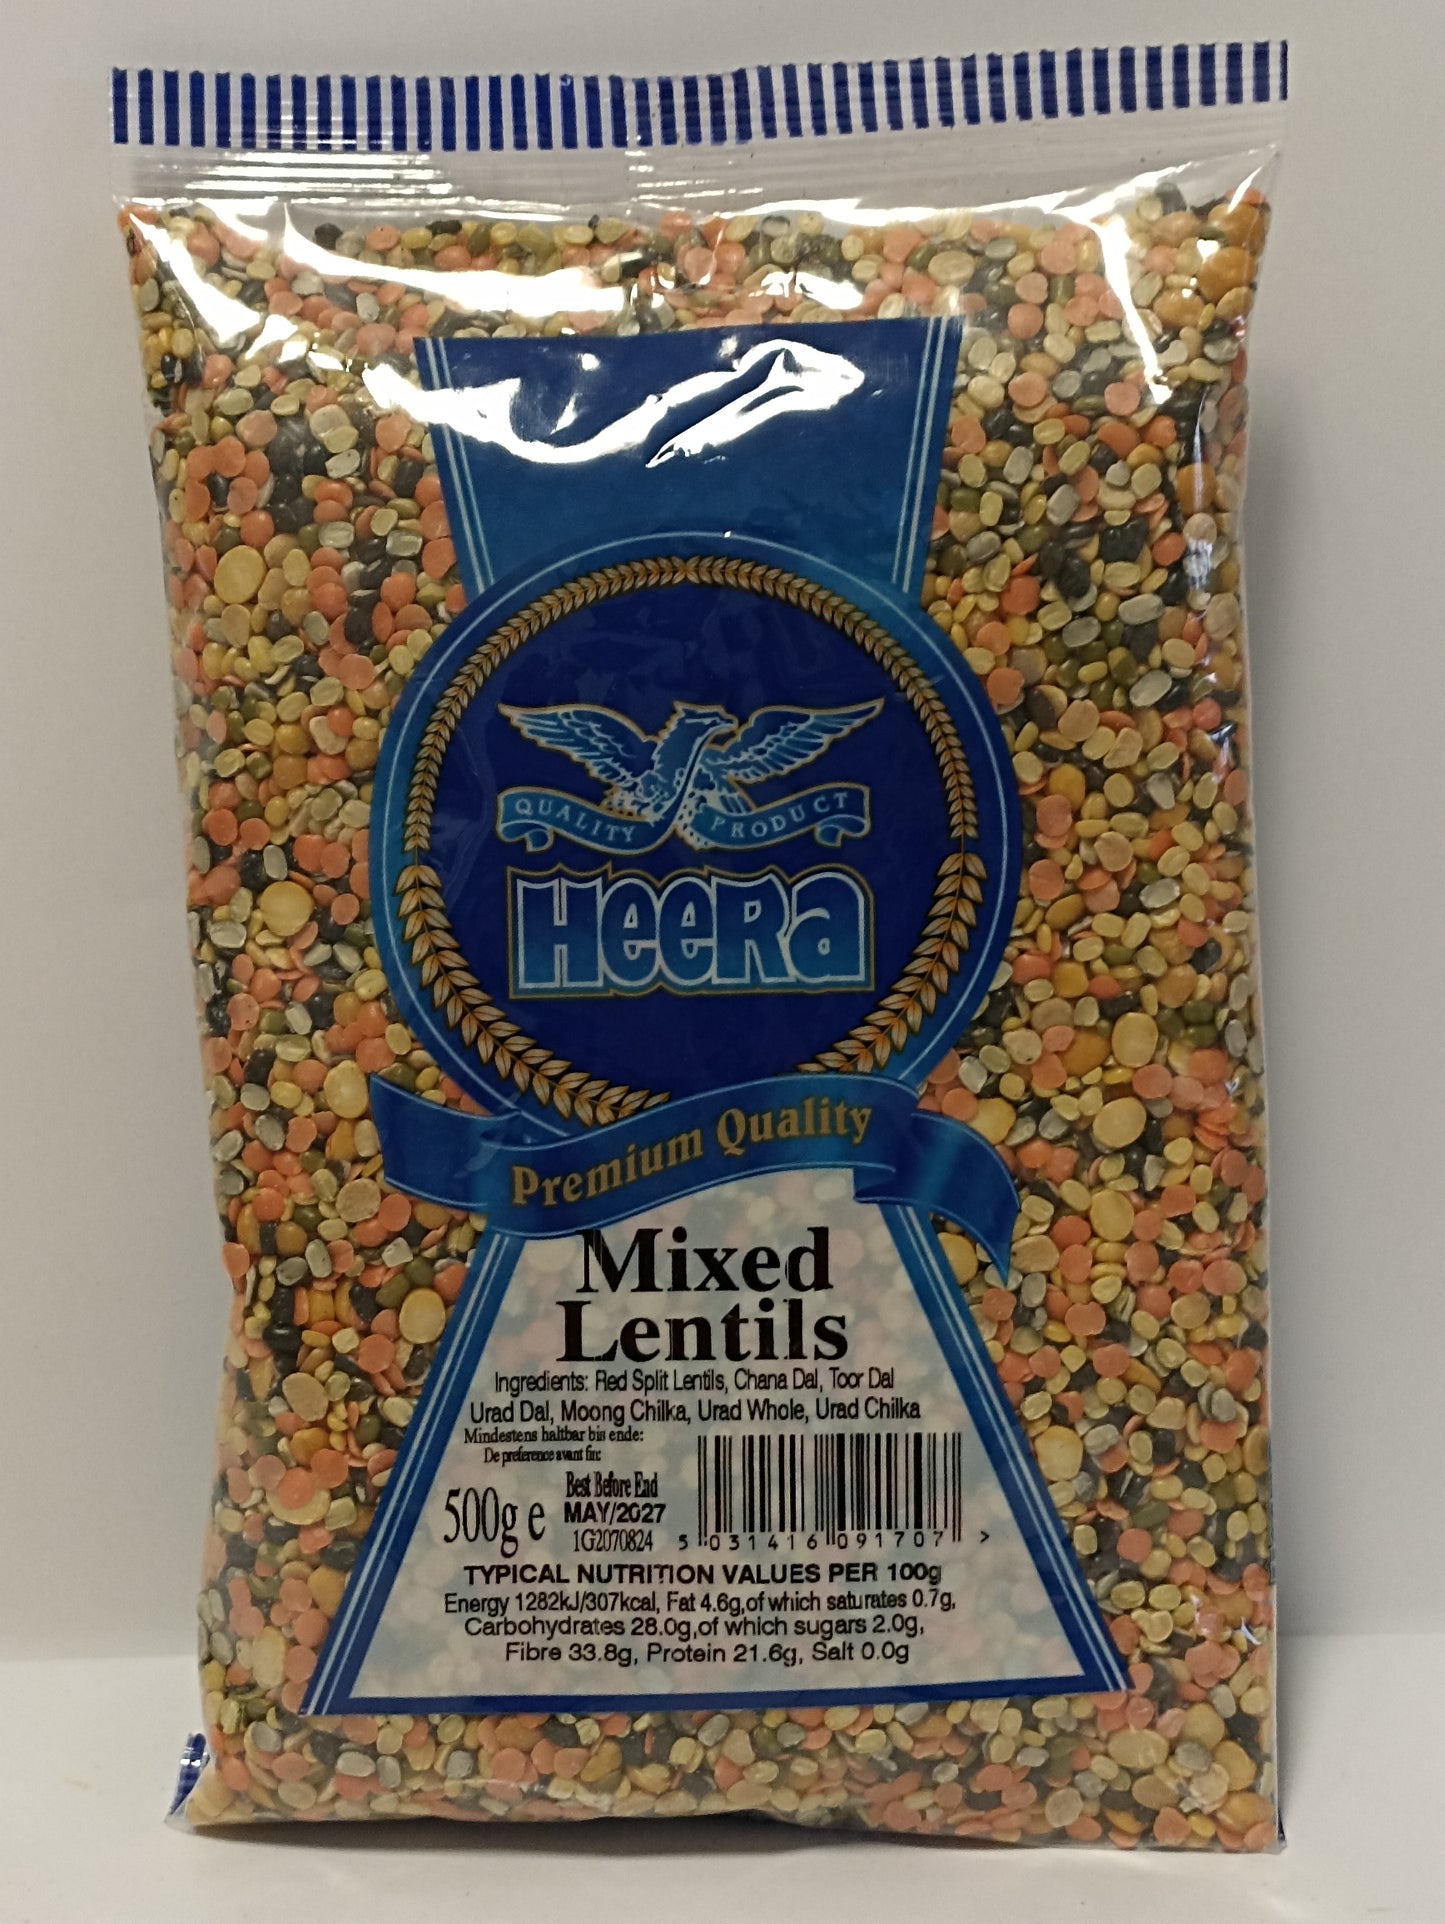 QUALITY PRODUCT
HEERA
Premium Quality
Mixed
Lentils
Ingredients: Red Split Lentils, Chana Dal, Toor Dal
Urad Dal, Moong Chilka, Urad Whole, Urad Chilka
Mindestens haltbar bis ende:
De preference avant fin:
Best Before End
500g e MAY/2027
1G2070824
5 031416 091707 >
TYPICAL NUTRITION VALUES PER 100g
Energy 1282kJ/307kcal, Fat 4.6g,of which saturates 0.7g,
Carbohydrates 28.0g,of which sugars 2.0g,
Fibre 33.8g, Protein 21.6g, Salt 0.0g